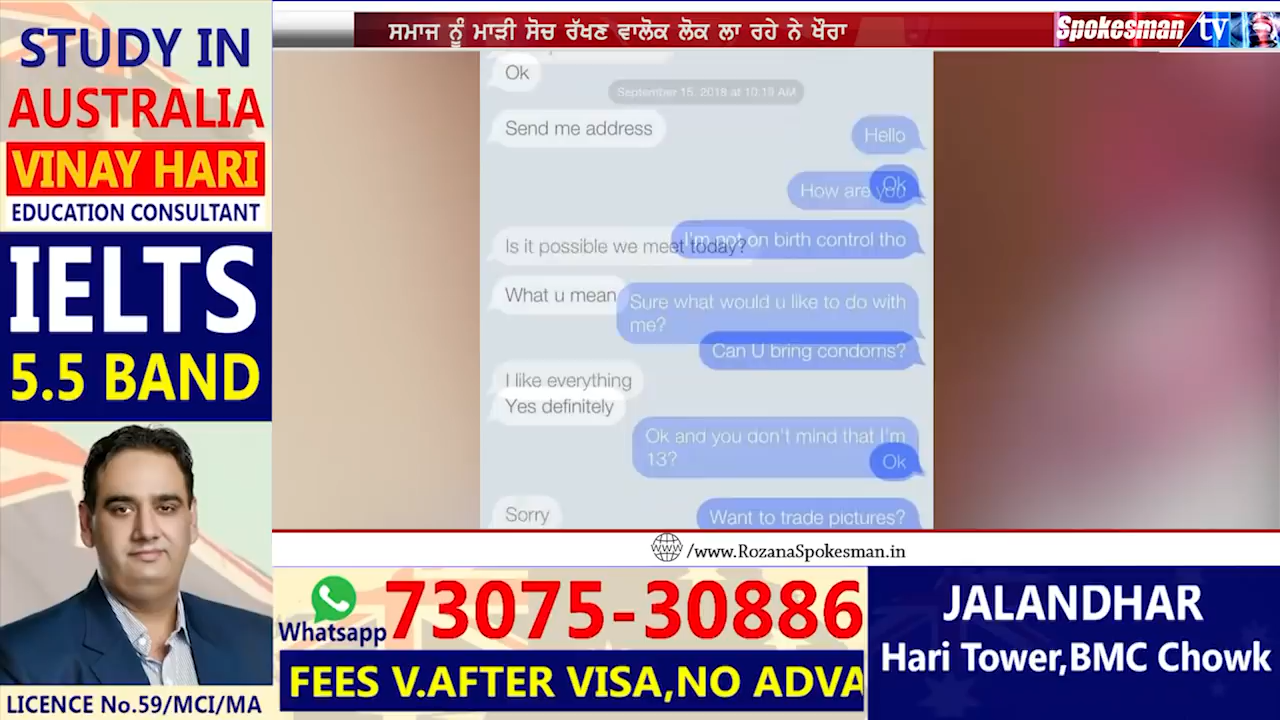 STUDY IN
AUSTRALIA
VINAY HARI
EDUCATION CONSULTANT
IELTS
5.5 BAND
LICENCE No.59/MCI/MA
ਸਮਾਜ ਨੂੰ ਮਾੜੀ ਸੋਚ ਰੱਖਣ ਵਾਲੋਕ ਲੋਕ ਲਾ ਰਹੇ ਨੇ ਖੌਰਾ
Spokesman tv
Ok
September 15, 2018 at 10:19 AM
Send me address
Hello
Ok
How are you
I'm not on birth control tho
Is it possible we meet today?
What u mean
Sure what would u like to do with
me?
Can U bring condoms?
I like everything
Yes definitely
Ok and you don't mind that I'm
13?
Ok
Sorry
Want to trade pictures?
/www.RozanaSpokesman.in
Whatsapp
73075-30886
FEES V.AFTER VISA,NO ADVA
JALANDHAR
Hari Tower,BMC Chowk